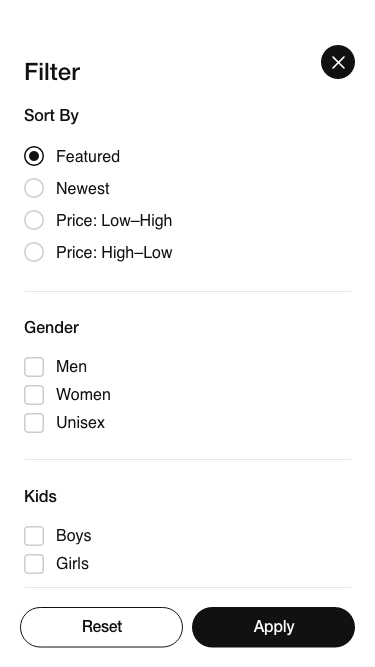 Filter
Sort By
Featured
Newest
Price: Low–High
Price: High–Low
Gender
Men
Women
Unisex
Kids
Boys
Girls
Reset
Apply